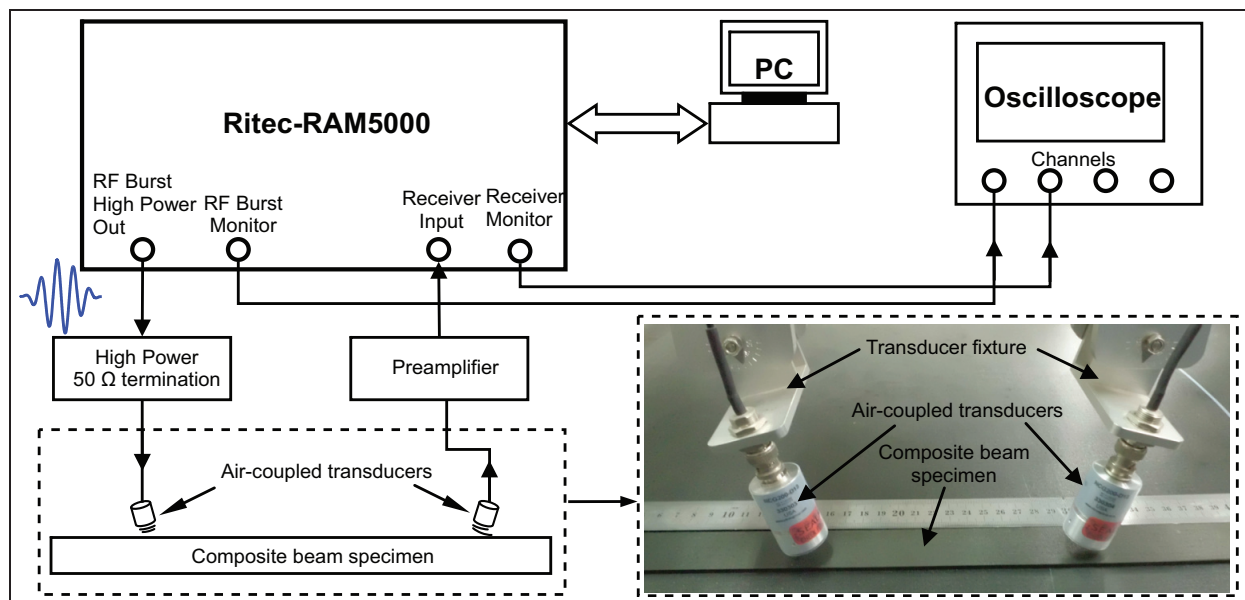 Ritec-RAM5000
PC
Oscilloscope
Channels
RF Burst
High Power
Out
RF Burst
Monitor
Receiver
Input
Receiver
Monitor
High Power
50 Ω termination
Preamplifier
Air-coupled transducers
Composite beam specimen
Transducer fixture
Air-coupled transducers
Composite beam
specimen